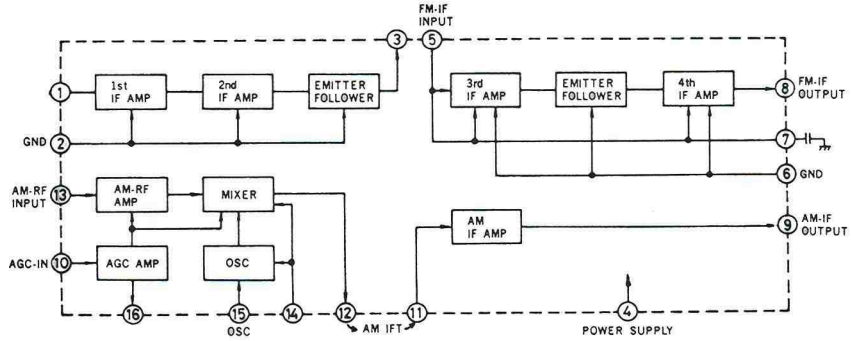 FM-IF
INPUT
3
5
1
1st
IF AMP
2nd
IF AMP
EMITTER
FOLLOWER
3rd
IF AMP
EMITTER
FOLLOWER
4th
IF AMP
8
FM-IF
OUTPUT
GND
2
7
6
GND
AM-RF
INPUT
13
AM-RF
AMP
MIXER
AM
IF AMP
9
AM-IF
OUTPUT
AGC-IN
10
AGC AMP
OSC
16
15
14
12
11
4
OSC
AM IFT
POWER SUPPLY